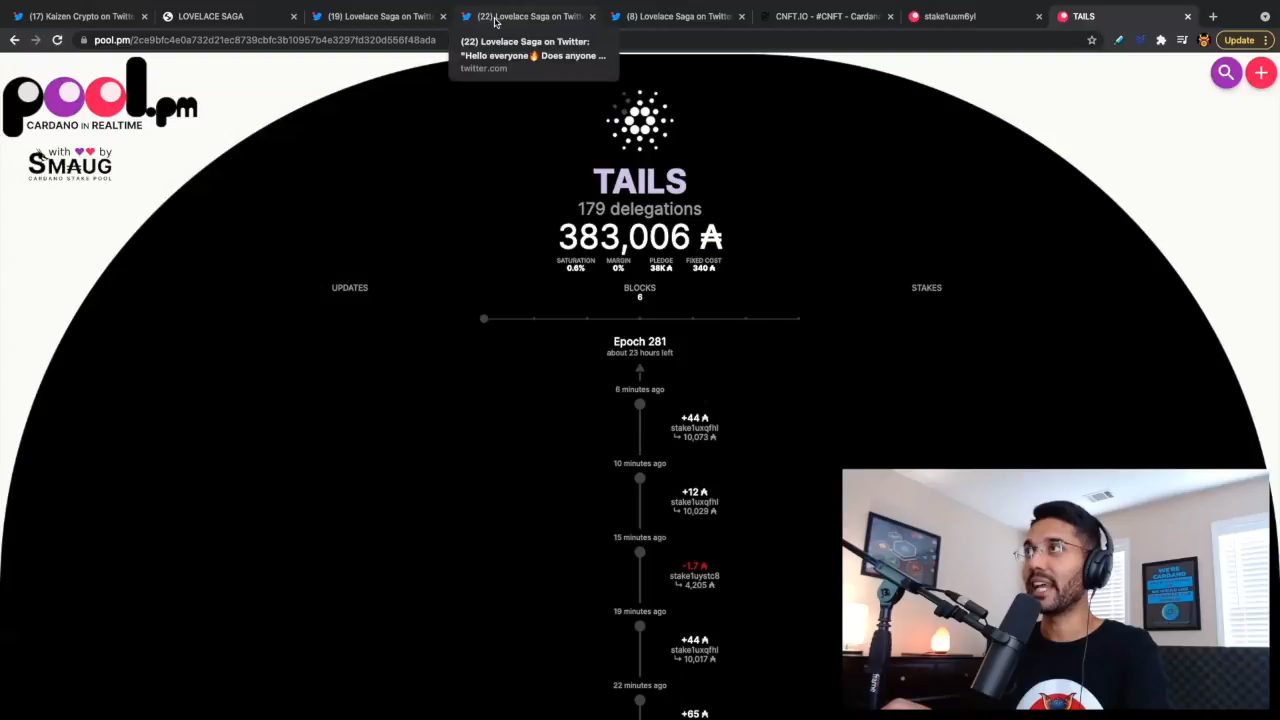 (17) Kaizen Crypto on Twitt
LOVELACE SAGA
(19) Lovelace Saga on Twitt
(22) Lovelace Saga on Twitt
(8) Lovelace Saga on Twitte
CNFT.IO - #CNFT - Cardan
stake1uxm6yl
TAILS
pool.pm/2ce9bfc4e0a732d21ec8739cbfc3b10957b4e3297fd320d556f48ada
Update
(22) Lovelace Saga on Twitter:
"Hello everyone🔥 Does anyone ...
twitter.com
pool.pm
CARDANO IN REALTIME
with ♥♥ by
SMAUG
CARDANO STAKE POOL
TAILS
179 delegations
383,006 ₳
SATURATION MARGIN PLEDGE FIXED COST
0.6% 0% 38K₳ 340 ₳
UPDATES BLOCKS STAKES
6
Epoch 281
about 23 hours left
6 minutes ago
+44 ₳
stake1uxqfhl
↳ 10,073 ₳
10 minutes ago
+12 ₳
stake1uxqfhl
↳ 10,029 ₳
15 minutes ago
-1.7 ₳
stake1uystc8
↳ 4,205 ₳
19 minutes ago
+44 ₳
stake1uxqfhl
↳ 10,017 ₳
22 minutes ago
+65 ₳
WE'RE
CARDANO